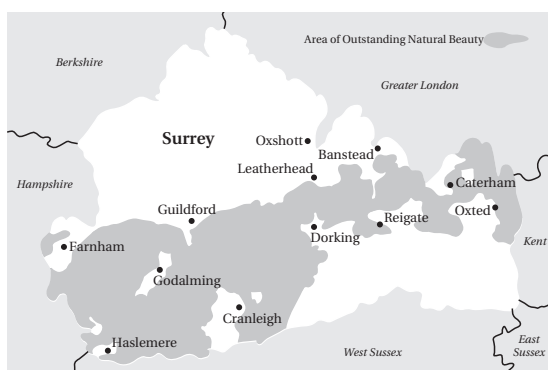 Area of Outstanding Natural Beauty
Berkshire
Greater London
Surrey
Oxshott
Banstead
Leatherhead
Hampshire
Caterham
Guildford
Oxted
Reigate
Dorking
Farnham
Kent
Godalming
Cranleigh
Haslemere
West Sussex
East
Sussex